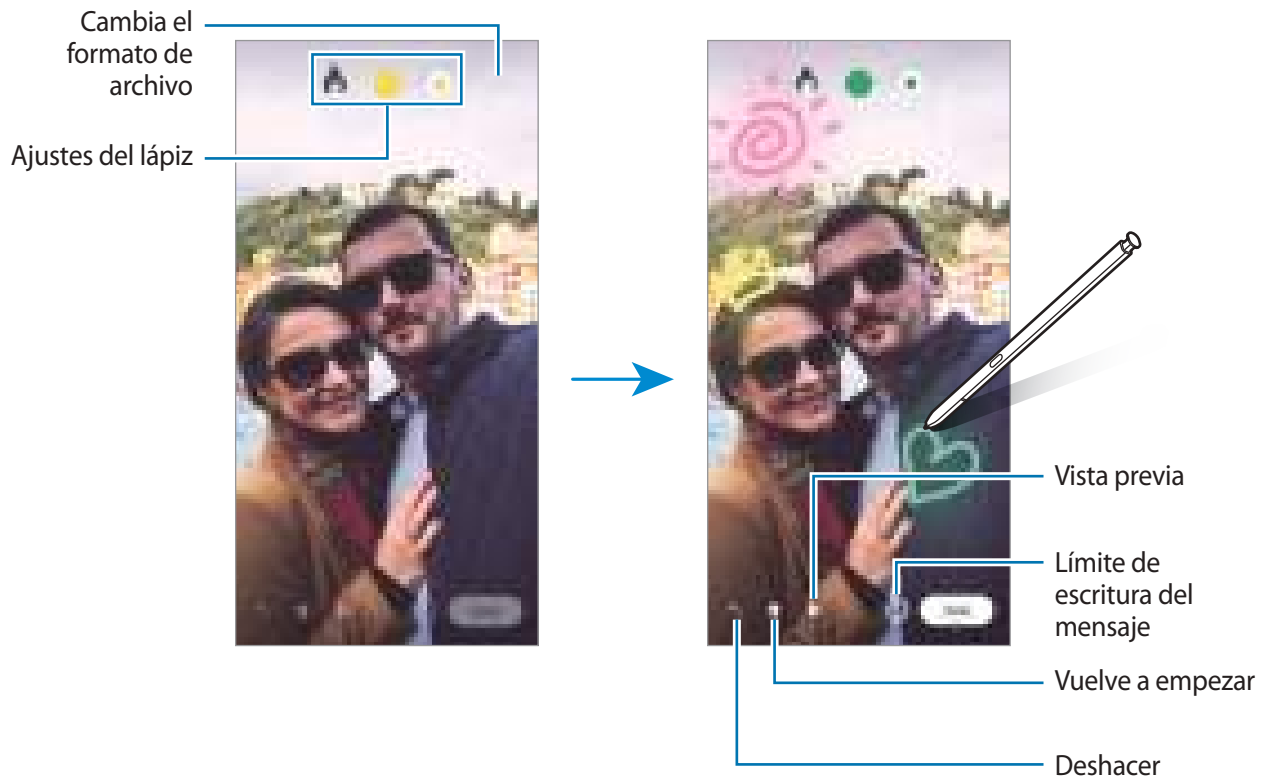 Cambia el
formato de
archivo
Ajustes del lápiz
Vista previa
Límite de
escritura del
mensaje
Vuelve a empezar
Deshacer